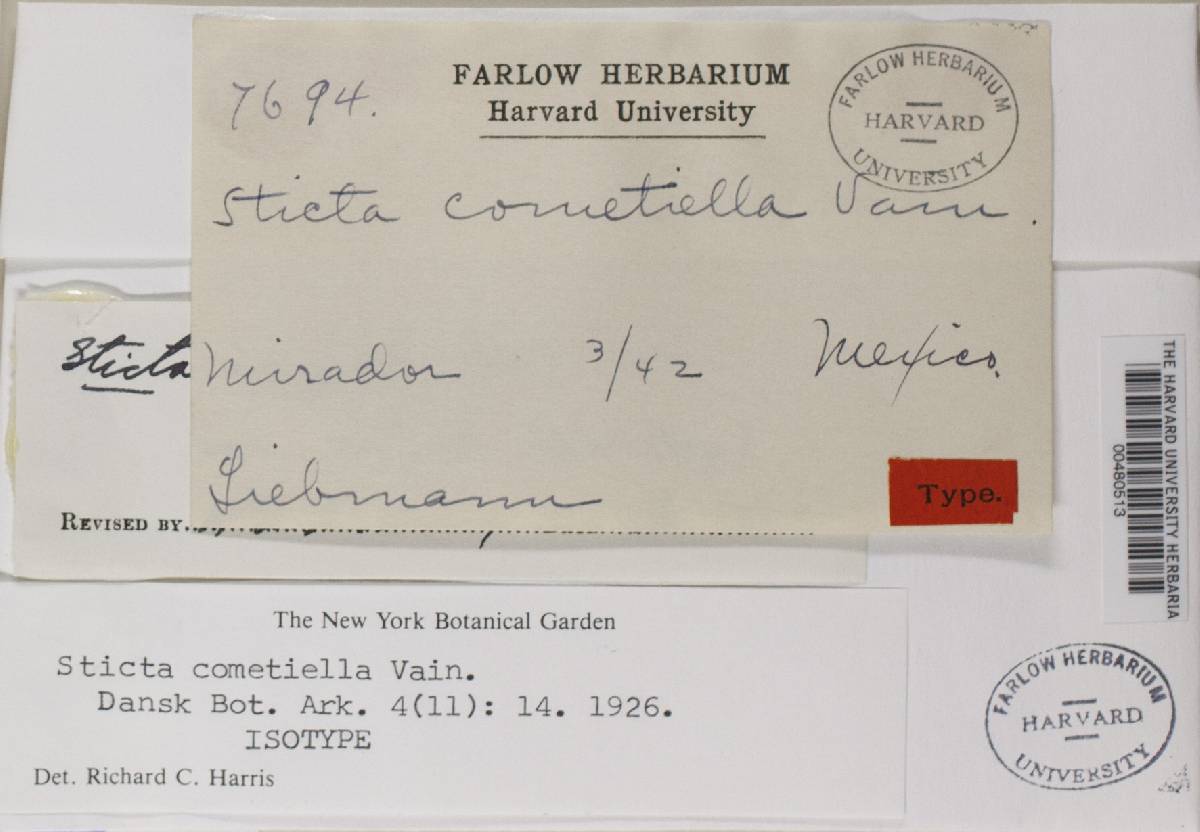 7694.
FARLOW HERBARIUM
Harvard University
FARLOW HERBARIUM
HARVARD
UNIVERSITY
Sticta cometiella Vain.
Sticta
Mirador 3/42 Mexico.
Liebmann
Type.
REVISED BY
THE HARVARD UNIVERSITY HERBARIA
00480513
The New York Botanical Garden
Sticta cometiella Vain.
Dansk Bot. Ark. 4(11): 14. 1926.
ISOTYPE
Det. Richard C. Harris
FARLOW HERBARIUM
HARVARD
UNIVERSITY